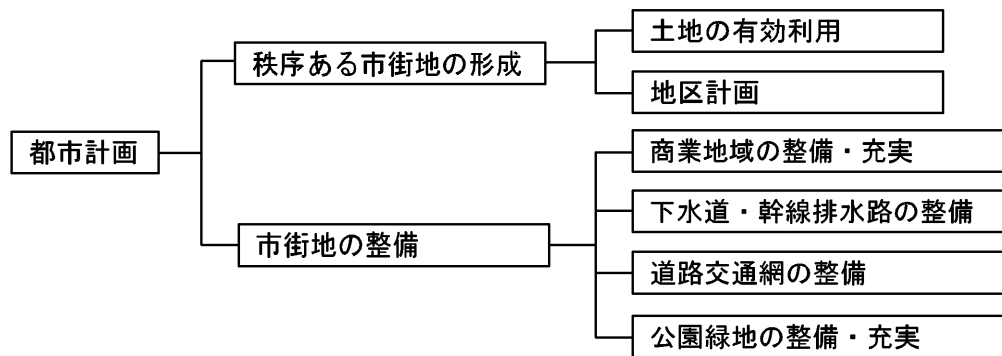 都市計画
秩序ある市街地の形成
土地の有効利用
地区計画
市街地の整備
商業地域の整備・充実
下水道・幹線排水路の整備
道路交通網の整備
公園緑地の整備・充実